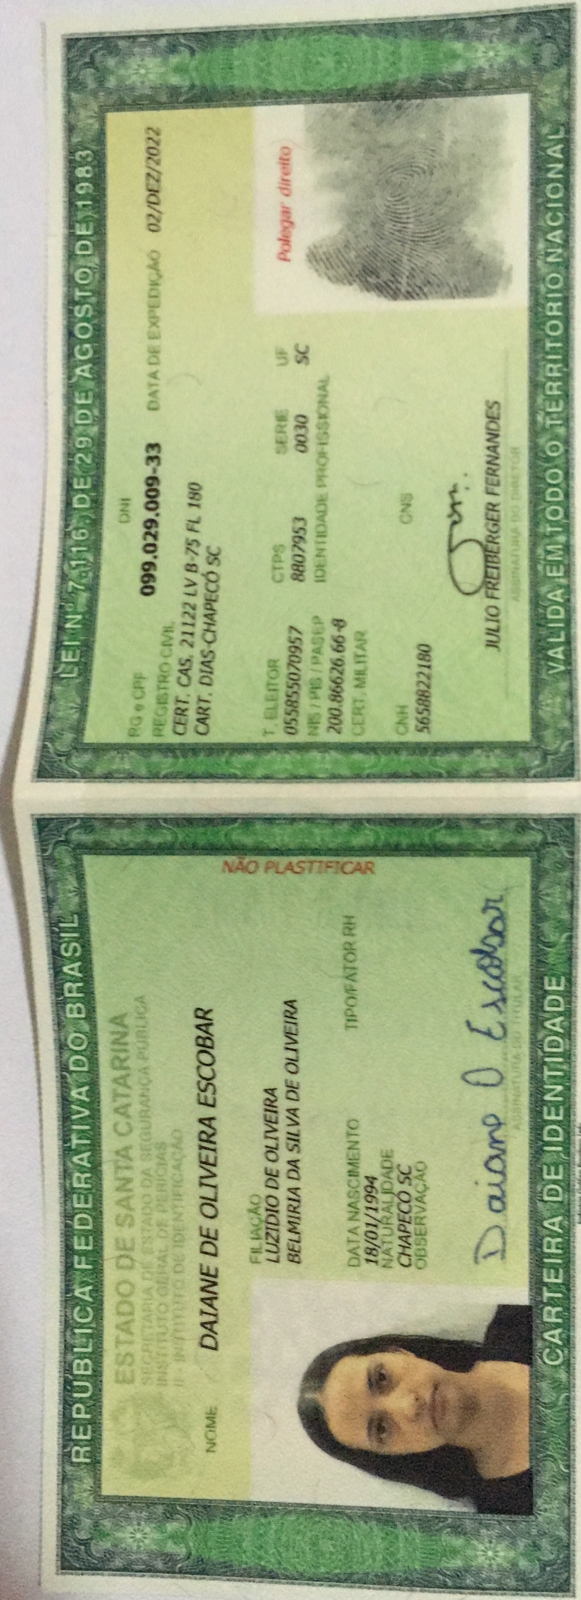 REPÚBLICA FEDERATIVA DO BRASIL
ESTADO DE SANTA CATARINA
SECRETARIA DE ESTADO DA SEGURANÇA PÚBLICA
INSTITUTO GERAL DE PERÍCIAS
II - INSTITUTO DE IDENTIFICAÇÃO
NOME DAIANE DE OLIVEIRA ESCOBAR
FILIAÇÃO
LUZIDIO DE OLIVEIRA
BELMIRIA DA SILVA DE OLIVEIRA
DATA NASCIMENTO TIPO/FATOR RH
18/01/1994
NATURALIDADE
CHAPECÓ SC
OBSERVAÇÃO
Daiane O Escobar
ASSINATURA DO TITULAR
NÃO PLASTIFICAR
CARTEIRA DE IDENTIDADE
LEI Nº 7.116, DE 29 DE AGOSTO DE 1983
DNI
RG e CPF 099.029.009-33 DATA DE EXPEDIÇÃO 02/DEZ/2022
REGISTRO CIVIL
CERT. CAS. 21122 LV B-75 FL 180
CART. DIAS-CHAPECÓ SC
Polegar direito
T. ELEITOR CTPS SERIE UF
055855070957 8807953 0030 SC
NIS / PIS / PASEP IDENTIDADE PROFISSIONAL
200.86626.66-8
CERT. MILITAR
CNH CNS
5658822180
JULIO FREIBERGER FERNANDES
ASSINATURA DO DIRETOR
VALIDA EM TODO O TERRITÓRIO NACIONAL